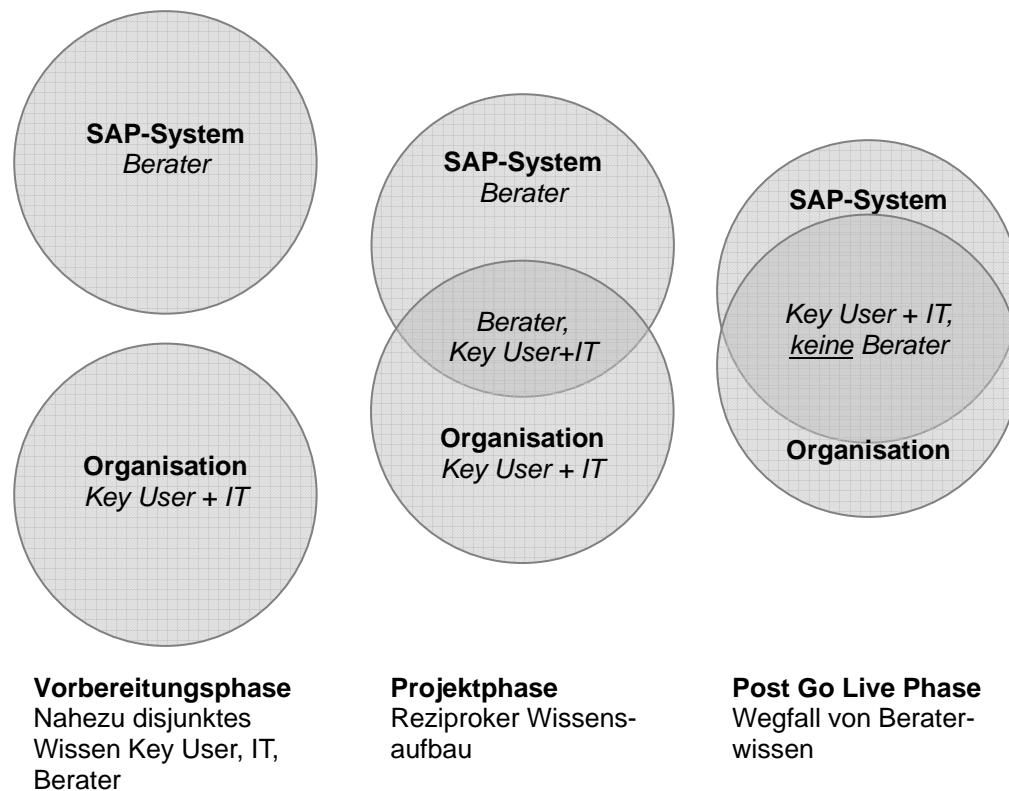 SAP-System
Berater
Organisation
Key User + IT
Vorbereitungsphase
Nahezu disjunktes
Wissen Key User, IT,
Berater
SAP-System
Berater
Berater,
Key User+IT
Organisation
Key User + IT
Projektphase
Reziproker Wissens-
aufbau
SAP-System
Key User + IT,
keine Berater
Organisation
Post Go Live Phase
Wegfall von Berater-
wissen